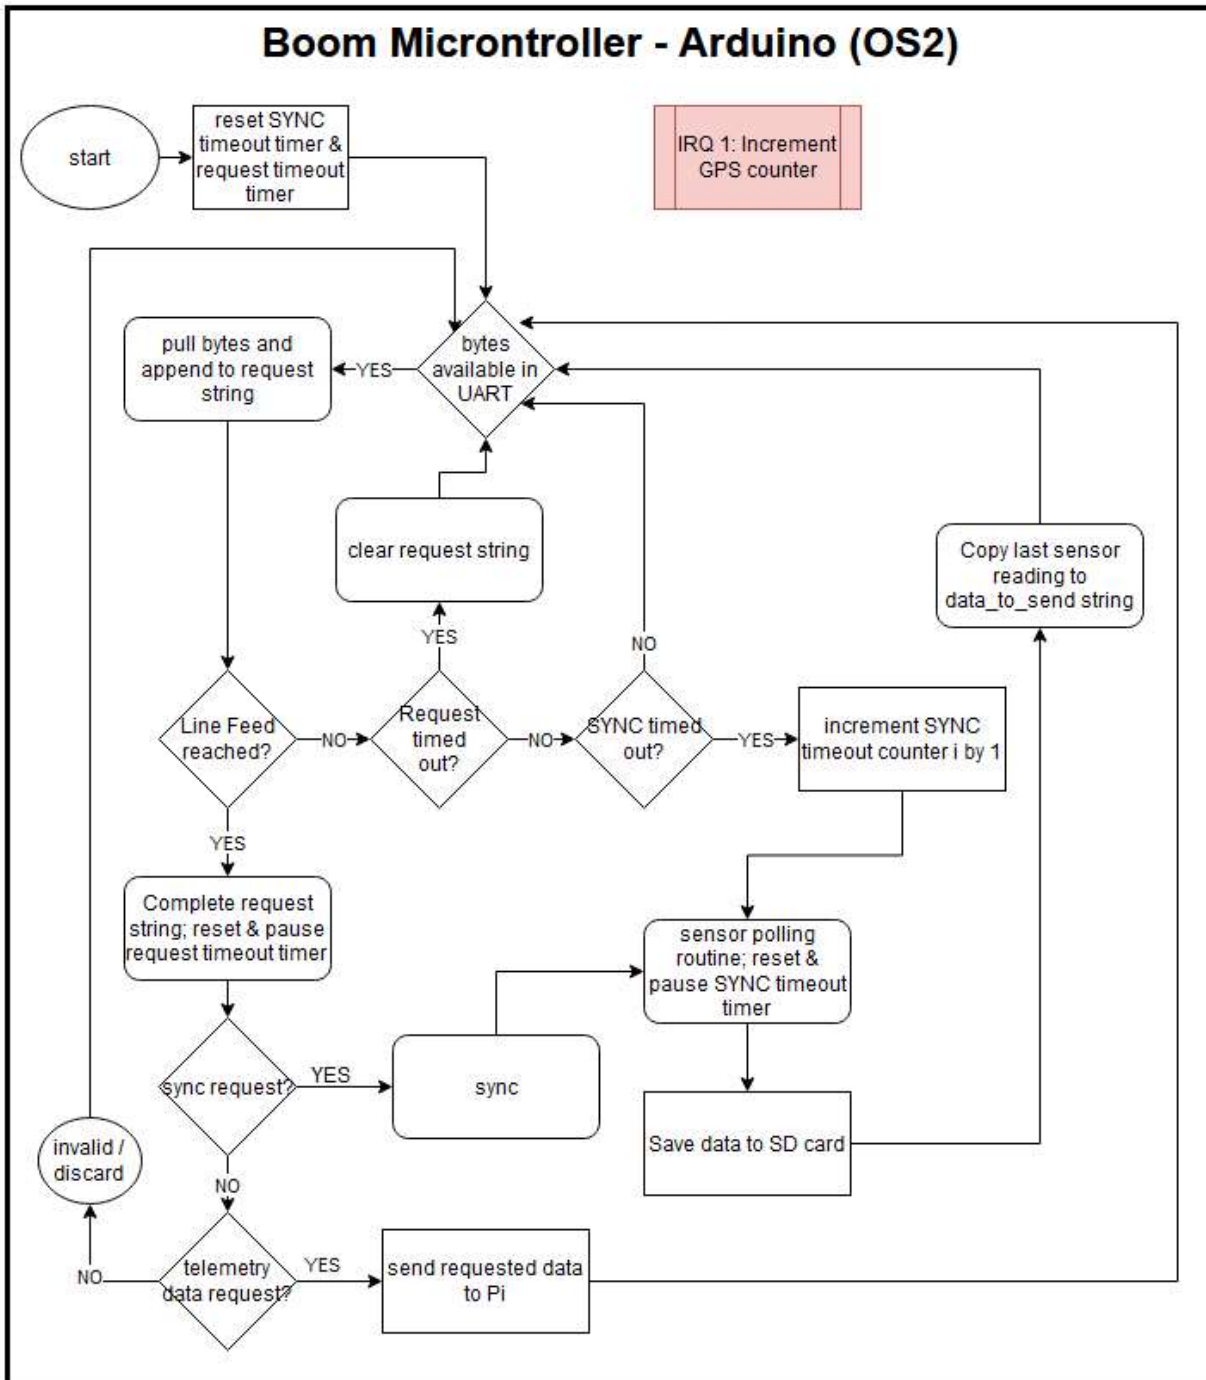 Boom Microntroller - Arduino (OS2)
start
reset SYNC
timeout timer &
request timeout
timer
IRQ 1: Increment
GPS counter
pull bytes and
append to request
string
YES
bytes
available in
UART
clear request string
Copy last sensor
reading to
data_to_send string
YES
NO
Line Feed
reached?
NO
Request
timed
out?
NO
SYNC timed
out?
YES
increment SYNC
timeout counter i by 1
YES
Complete request
string; reset & pause
request timeout timer
sensor polling
routine; reset &
pause SYNC timeout
timer
sync request?
YES
sync
invalid /
discard
Save data to SD card
NO
NO
telemetry
data request?
YES
send requested data
to Pi